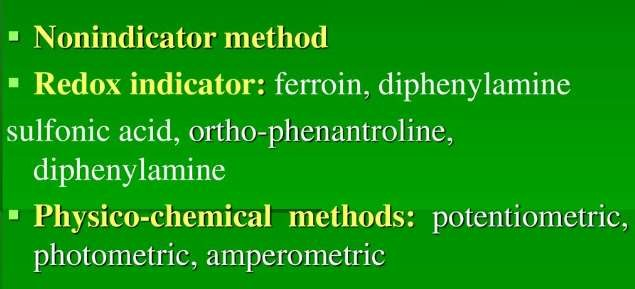 ▪ Nonindicator method
▪ Redox indicator: ferroin, diphenylamine
sulfonic acid, ortho-phenantroline,
diphenylamine
▪ Physico-chemical methods: potentiometric,
photometric, amperometric